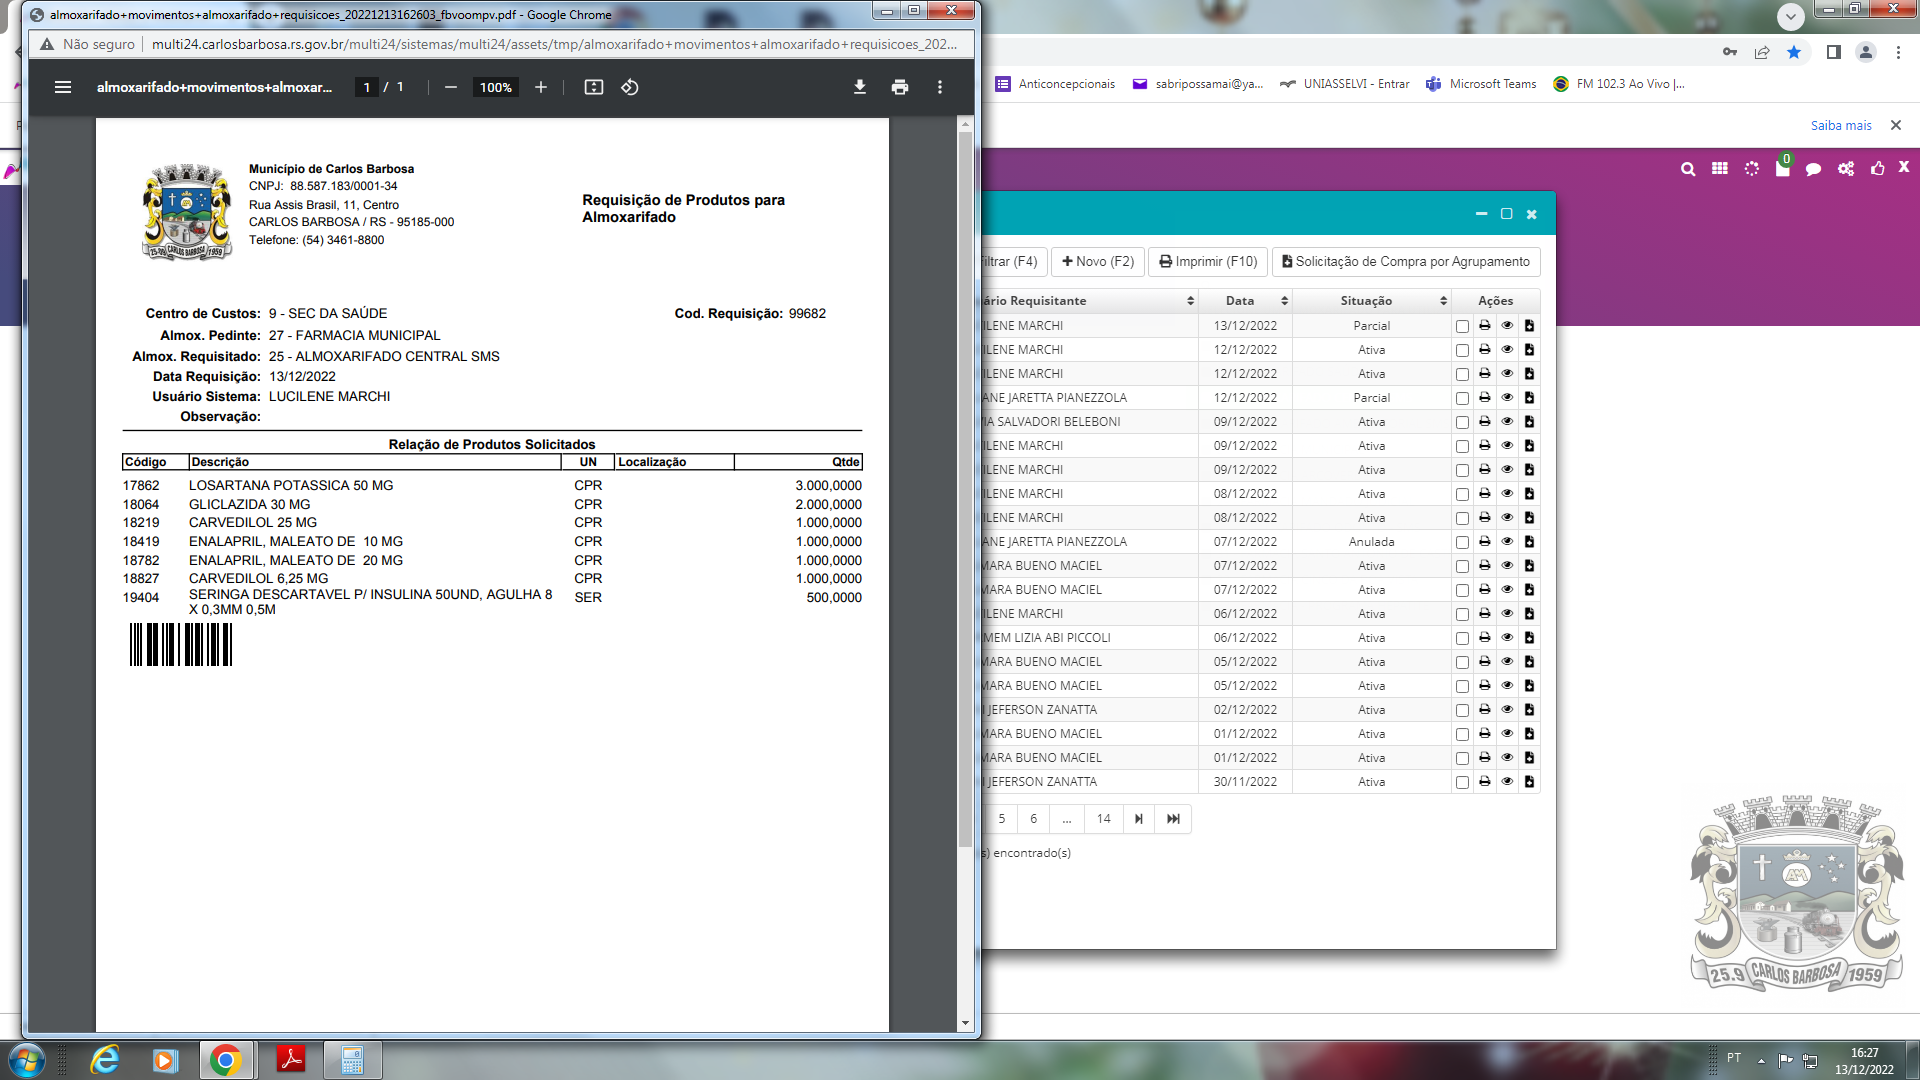 almoxarifado+movimentos+almoxarifado+requisicoes_20221213162603_fbvoompv.pdf - Google Chrome
Não seguro | multi24.carlosbarbosa.rs.gov.br/multi24/sistemas/multi24/assets/tmp/almoxarifado+movimentos+almoxarifado+requisicoes_202...
almoxarifado+movimentos+almoxar... 1 / 1 100%
Município de Carlos Barbosa
CNPJ: 88.587.183/0001-34
Rua Assis Brasil, 11, Centro
CARLOS BARBOSA / RS - 95185-000
Telefone: (54) 3461-8800
25.09 CARLOS BARBOSA 1959
Requisição de Produtos para
Almoxarifado
Centro de Custos: 9 - SEC DA SAÚDE Cod. Requisição: 99682
Almox. Pedinte: 27 - FARMACIA MUNICIPAL
Almox. Requisitado: 25 - ALMOXARIFADO CENTRAL SMS
Data Requisição: 13/12/2022
Usuário Sistema: LUCILENE MARCHI
Observação:
Relação de Produtos Solicitados
Código Descrição UN Localização Qtde
17862 LOSARTANA POTASSICA 50 MG CPR 3.000,0000
18064 GLICLAZIDA 30 MG CPR 2.000,0000
18219 CARVEDILOL 25 MG CPR 1.000,0000
18419 ENALAPRIL, MALEATO DE 10 MG CPR 1.000,0000
18782 ENALAPRIL, MALEATO DE 20 MG CPR 1.000,0000
18827 CARVEDILOL 6,25 MG CPR 1.000,0000
19404 SERINGA DESCARTAVEL P/ INSULINA 50UND, AGULHA 8 SER 500,0000
X 0,3MM 0,5M
Anticoncepcionais sabripossamai@ya... UNIASSELVI - Entrar Microsoft Teams FM 102.3 Ao Vivo |...
Saiba mais
0
X
Filtrar (F4) Novo (F2) Imprimir (F10) Solicitação de Compra por Agrupamento
ário Requisitante Data Situação Ações
ILENE MARCHI 13/12/2022 Parcial
ILENE MARCHI 12/12/2022 Ativa
ILENE MARCHI 12/12/2022 Ativa
ANE JARETTA PIANEZZOLA 12/12/2022 Parcial
IA SALVADORI BELEBONI 09/12/2022 Ativa
ILENE MARCHI 09/12/2022 Ativa
ILENE MARCHI 09/12/2022 Ativa
ILENE MARCHI 08/12/2022 Ativa
ILENE MARCHI 08/12/2022 Ativa
ANE JARETTA PIANEZZOLA 07/12/2022 Anulada
MARA BUENO MACIEL 07/12/2022 Ativa
MARA BUENO MACIEL 07/12/2022 Ativa
ILENE MARCHI 06/12/2022 Ativa
MEM LIZIA ABI PICCOLI 06/12/2022 Ativa
MARA BUENO MACIEL 05/12/2022 Ativa
MARA BUENO MACIEL 05/12/2022 Ativa
I JEFERSON ZANATTA 02/12/2022 Ativa
MARA BUENO MACIEL 01/12/2022 Ativa
MARA BUENO MACIEL 01/12/2022 Ativa
I JEFERSON ZANATTA 30/11/2022 Ativa
5 6 ... 14
s) encontrado(s)
25.9 CARLOS BARBOSA 1959
PT
16:27
13/12/2022